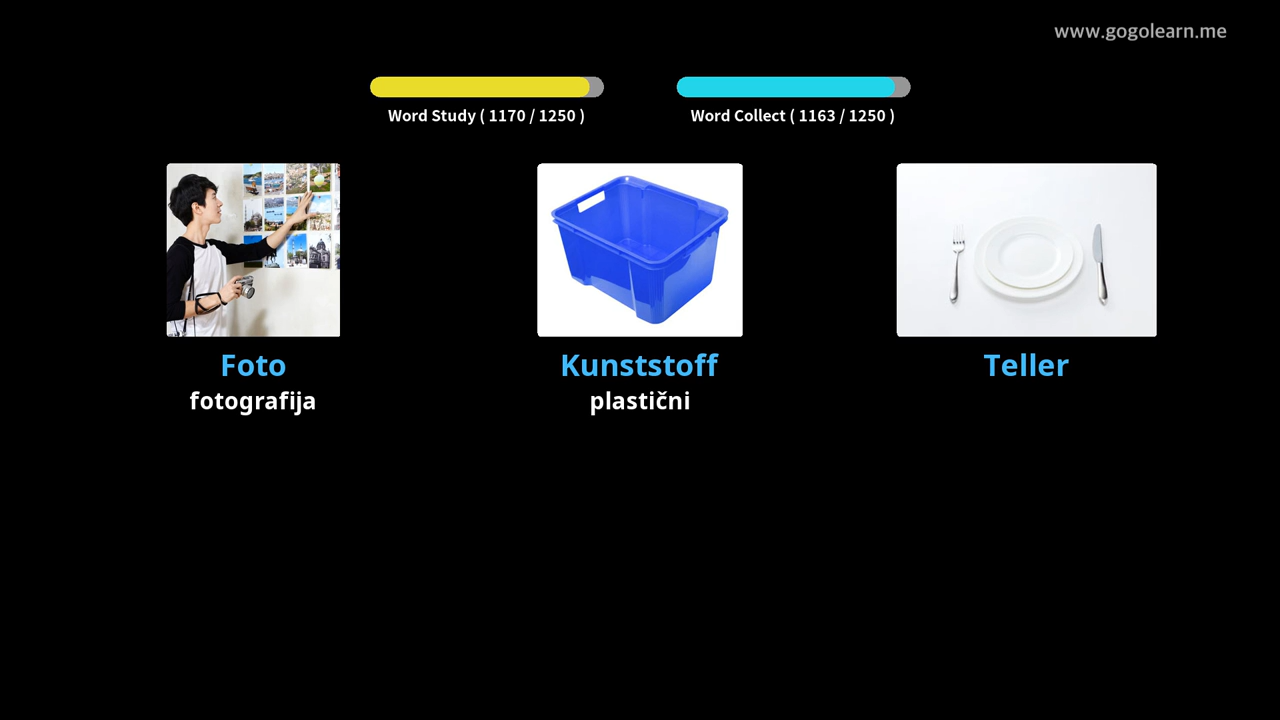 www.gogolearn.me
Word Study ( 1170 / 1250 )
Word Collect ( 1163 / 1250 )
Foto
fotografija
Kunststoff
plastični
Teller